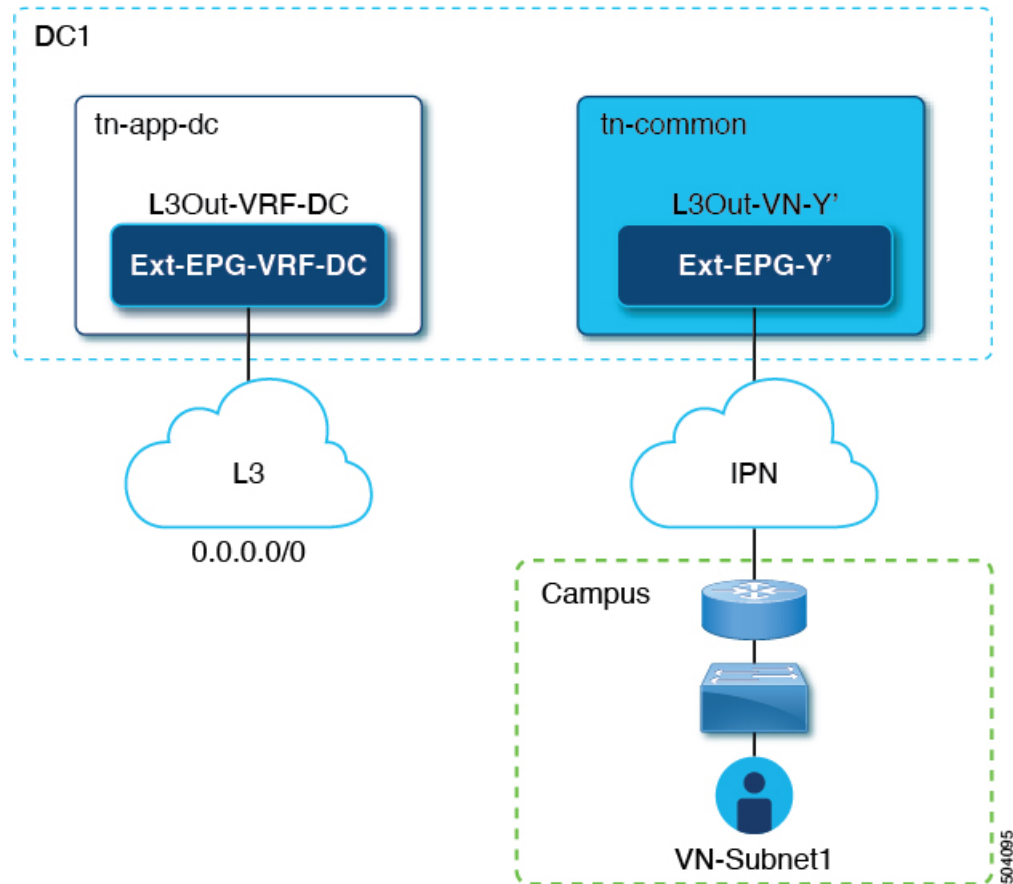 DC1
tn-app-dc
L3Out-VRF-DC
Ext-EPG-VRF-DC
tn-common
L3Out-VN-Y’
Ext-EPG-Y’
L3
0.0.0.0/0
IPN
Campus
VN-Subnet1
504095